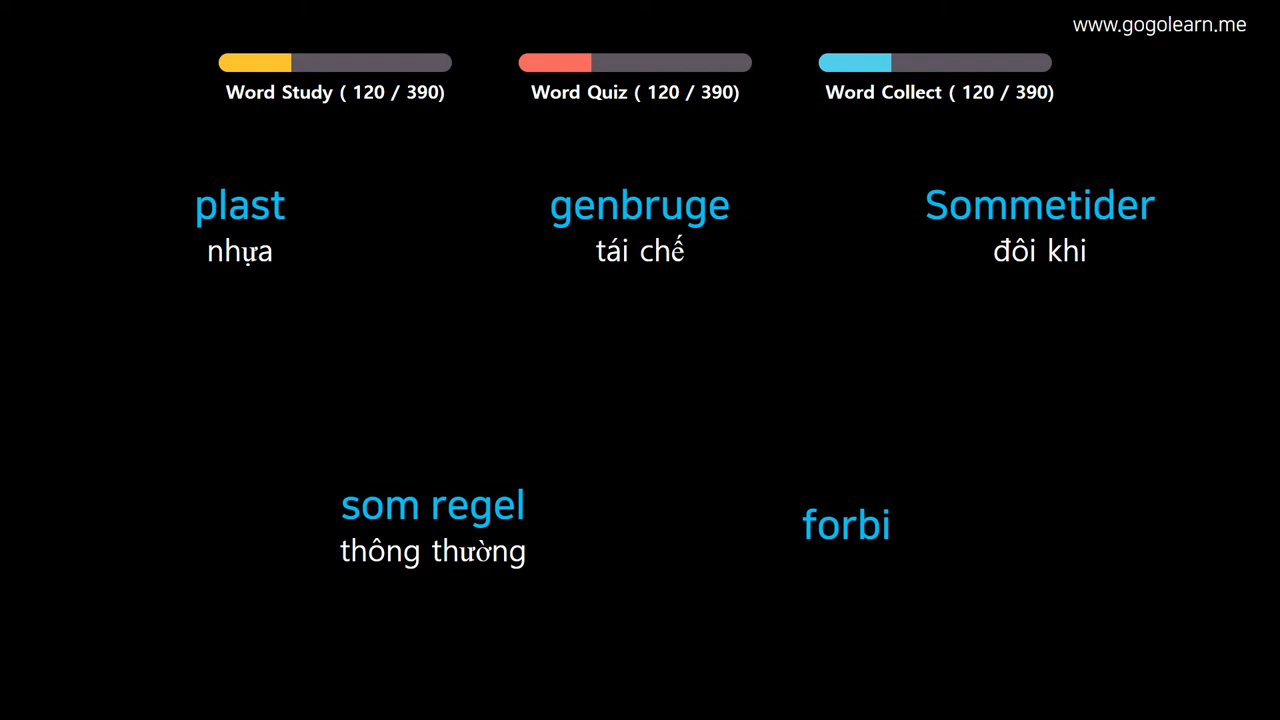 www.gogolearn.me
Word Study ( 120 / 390)
Word Quiz ( 120 / 390)
Word Collect ( 120 / 390)
plast
nhựa
genbruge
tái chế
Sommetider
đôi khi
som regel
thông thường
forbi